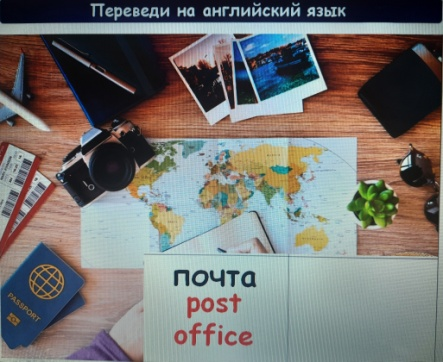 Переведи на английский язык
почта
post
office
PASSPORT